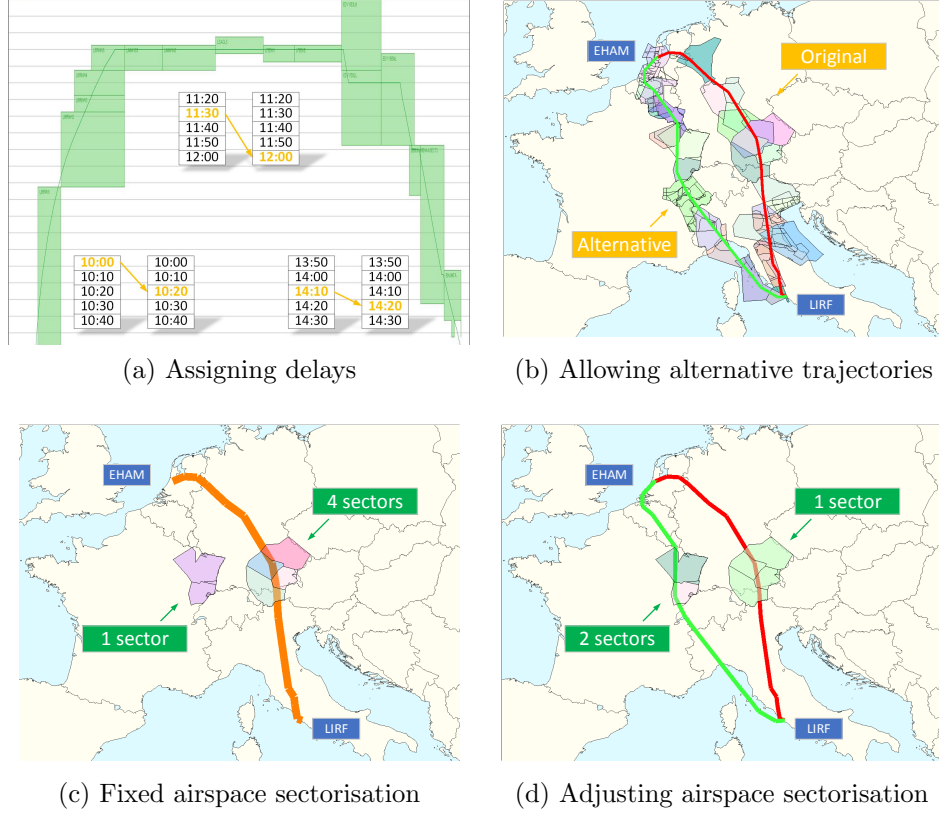 11:20 11:20
11:30 11:30
11:40 11:40
11:50 11:50
12:00 12:00
10:00 10:00
10:10 10:10
10:20 10:20
10:30 10:30
10:40 10:40
13:50 13:50
14:00 14:00
14:10 14:10
14:20 14:20
14:30 14:30
(a) Assigning delays
EHAM
Original
Alternative
LIRF
(b) Allowing alternative trajectories
EHAM
4 sectors
1 sector
LIRF
(c) Fixed airspace sectorisation
EHAM
1 sector
2 sectors
LIRF
(d) Adjusting airspace sectorisation